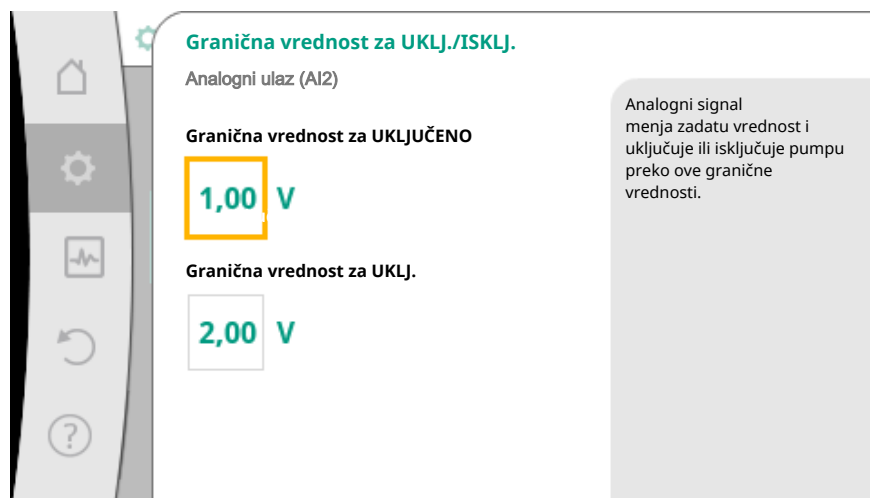 Granična vrednost za UKLJ./ISKLJ.
Analogni ulaz (AI2)
Granična vrednost za UKLJUČENO
1,00 V
Granična vrednost za UKLJ.
2,00 V
Analogni signal
menja zadatu vrednost i
uključuje ili isključuje pumpu
preko ove granične
vrednosti.
?